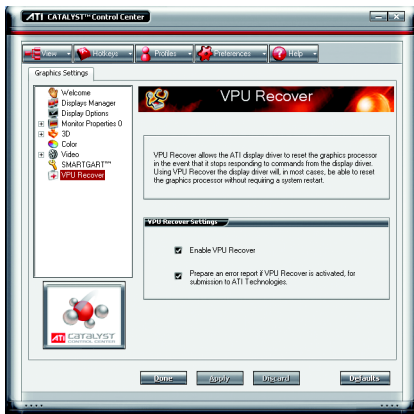 ATI CATALYST™ Control Center
View
Hotkeys
Profiles
Preferences
Help
Graphics Settings
Welcome
Displays Manager
Display Options
Monitor Properties 0
3D
Color
Video
SMARTGART™
VPU Recover
VPU Recover
VPU Recover allows the ATI display driver to reset the graphics processor
in the event that it stops responding to commands from the display driver.
Using VPU Recover the display driver will, in most cases, be able to reset
the graphics processor without requiring a system restart.
VPU Recover Settings
Enable VPU Recover
Prepare an error report if VPU Recover is activated, for
submission to ATI Technologies.
ATI CATALYST
CONTROL CENTER
Done
Apply
Discard
Defaults